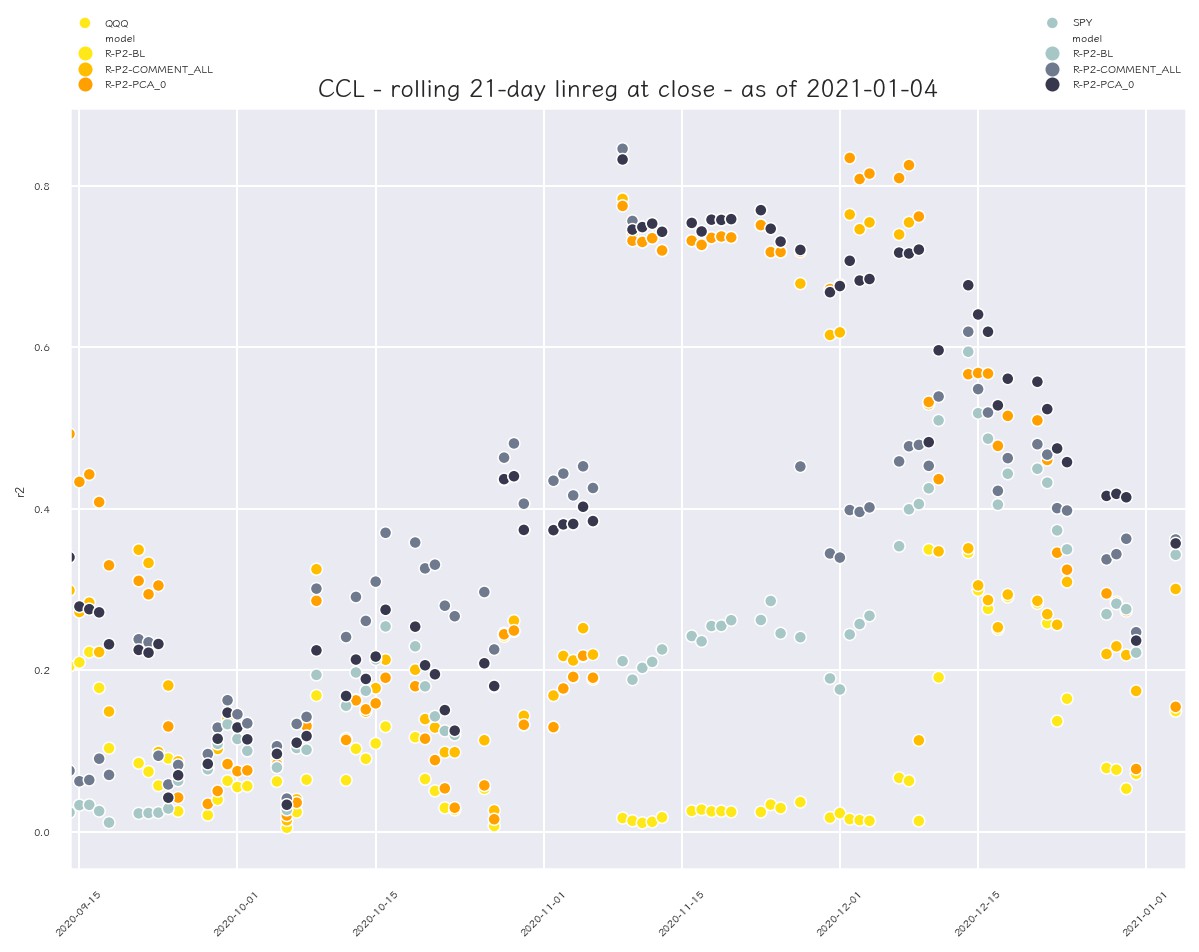 QQQ
model
R-P2-BL
R-P2-COMMENT_ALL
R-P2-PCA_0
SPY
model
R-P2-BL
R-P2-COMMENT_ALL
R-P2-PCA_0
CCL - rolling 21-day linreg at close - as of 2021-01-04
r2
0.8
0.6
0.4
0.2
0.0
2020-09-15
2020-10-01
2020-10-15
2020-11-01
2020-11-15
2020-12-01
2020-12-15
2021-01-01